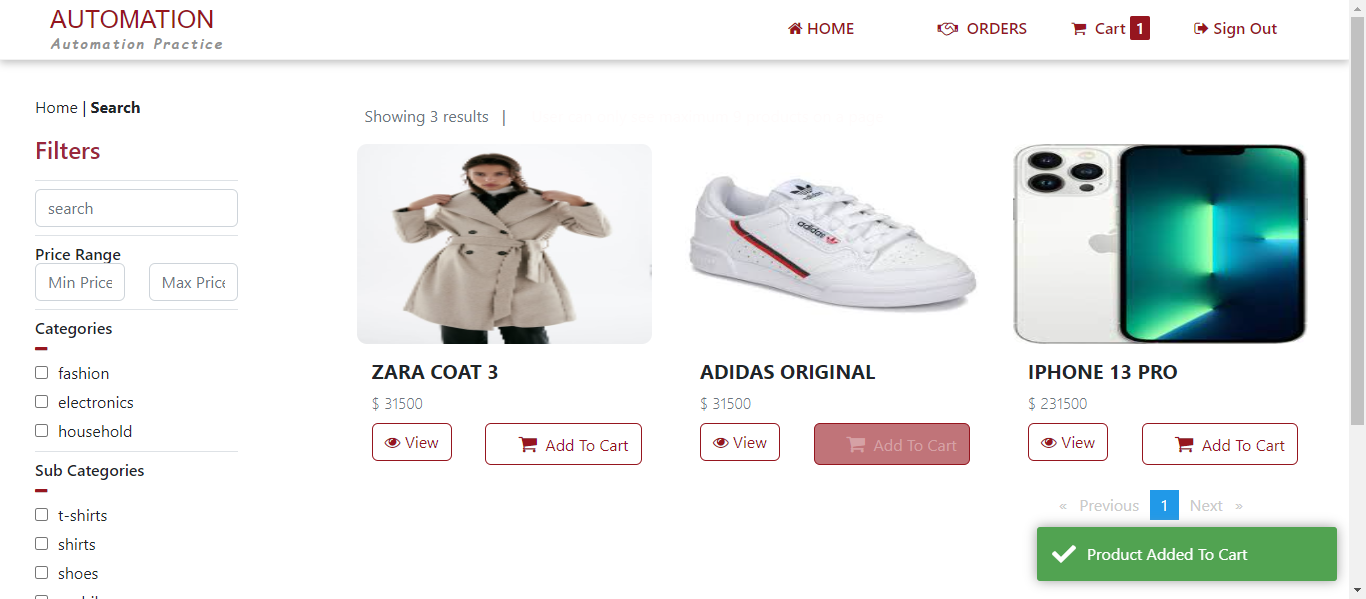 AUTOMATION
Automation Practice
HOME
ORDERS
Cart 1
Sign Out
Home | Search
Filters
search
Price Range
Min Price
Max Price
Categories
fashion
electronics
household
Sub Categories
t-shirts
shirts
shoes
Showing 3 results |
adidas
adidas
ZARA COAT 3
$ 31500
View
Add To Cart
ADIDAS ORIGINAL
$ 31500
View
Add To Cart
IPHONE 13 PRO
$ 231500
View
Add To Cart
« Previous 1 Next »
Product Added To Cart